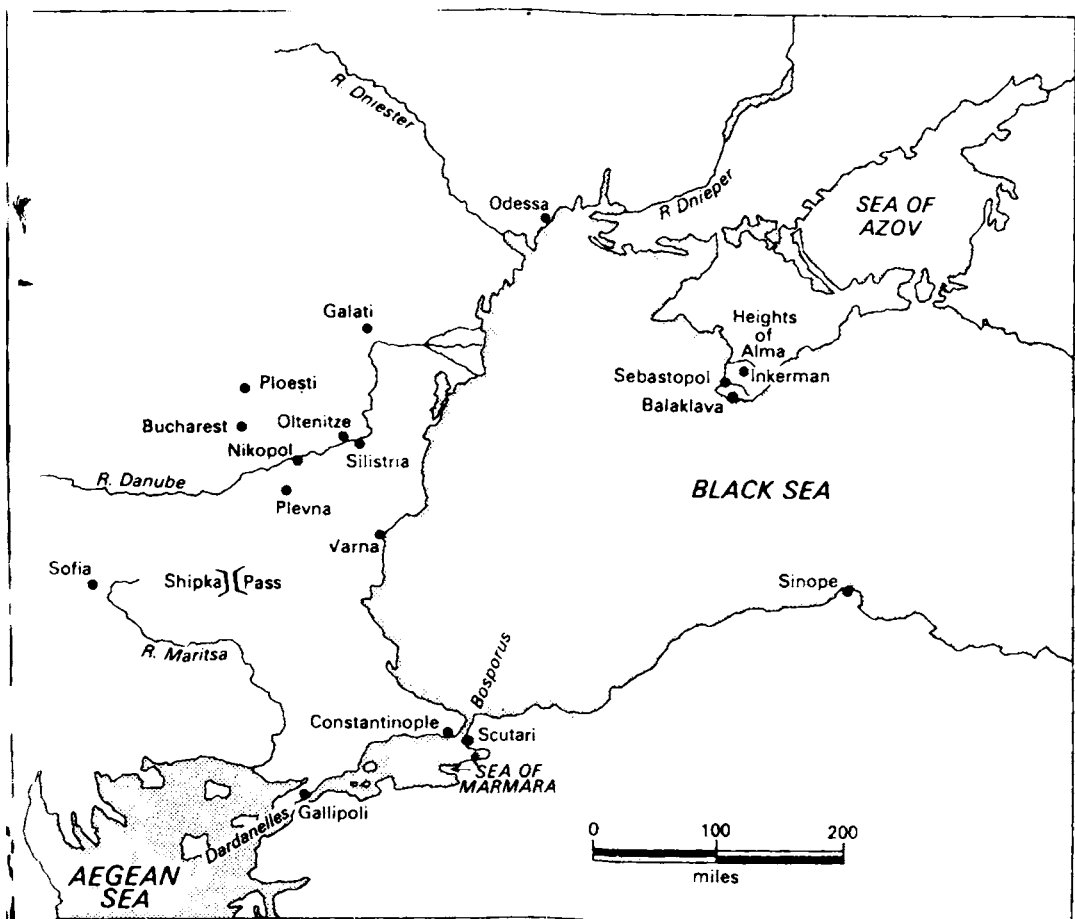 R. Dniester
Odessa
R Dnieper
SEA OF
AZOV
Galati
Heights
of
Alma
Ploesti
Sebastopol
Inkerman
Balaklava
Bucharest
Oltenitze
Nikopol
Silistria
R. Danube
BLACK SEA
Plevna
Varna
Sofia
Shipka
Pass
Sinope
R. Maritsa
Bosporus
Constantinople
Scutari
SEA OF
MARMARA
Dardanelles
Gallipoli
0
100
200
miles
AEGEAN
SEA